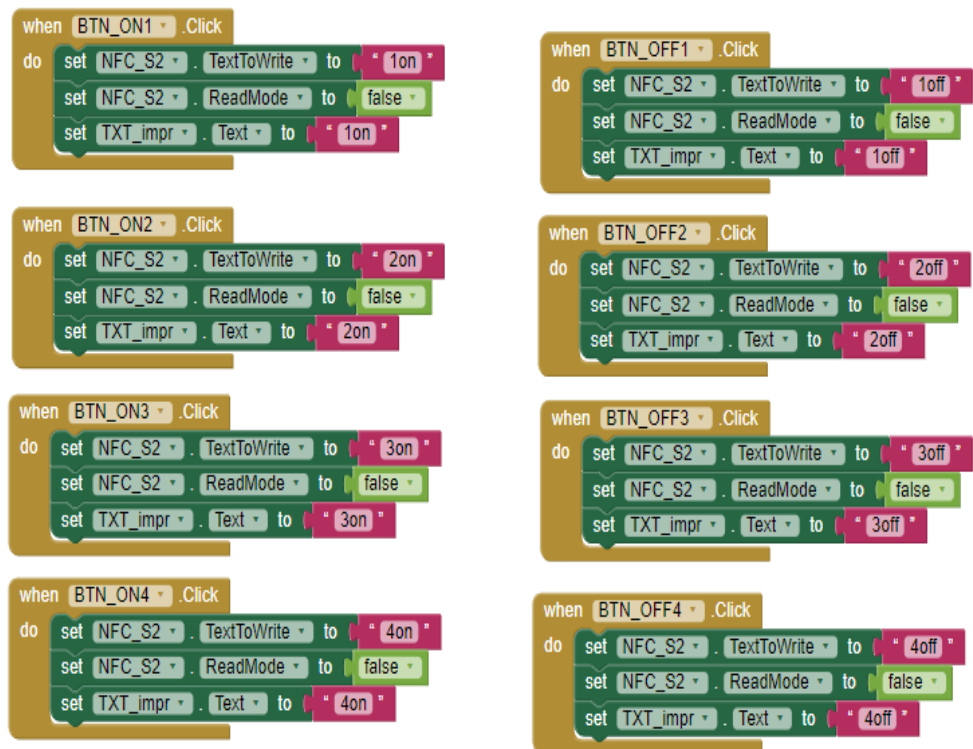 when BTN_ON1 .Click
do set NFC_S2 . TextToWrite to " 1on "
set NFC_S2 . ReadMode to false
set TXT_impr . Text to " 1on "
when BTN_OFF1 .Click
do set NFC_S2 . TextToWrite to " 1off "
set NFC_S2 . ReadMode to false
set TXT_impr . Text to " 1off "
when BTN_ON2 .Click
do set NFC_S2 . TextToWrite to " 2on "
set NFC_S2 . ReadMode to false
set TXT_impr . Text to " 2on "
when BTN_OFF2 .Click
do set NFC_S2 . TextToWrite to " 2off "
set NFC_S2 . ReadMode to false
set TXT_impr . Text to " 2off "
when BTN_ON3 .Click
do set NFC_S2 . TextToWrite to " 3on "
set NFC_S2 . ReadMode to false
set TXT_impr . Text to " 3on "
when BTN_OFF3 .Click
do set NFC_S2 . TextToWrite to " 3off "
set NFC_S2 . ReadMode to false
set TXT_impr . Text to " 3off "
when BTN_ON4 .Click
do set NFC_S2 . TextToWrite to " 4on "
set NFC_S2 . ReadMode to false
set TXT_impr . Text to " 4on "
when BTN_OFF4 .Click
do set NFC_S2 . TextToWrite to " 4off "
set NFC_S2 . ReadMode to false
set TXT_impr . Text to " 4off "